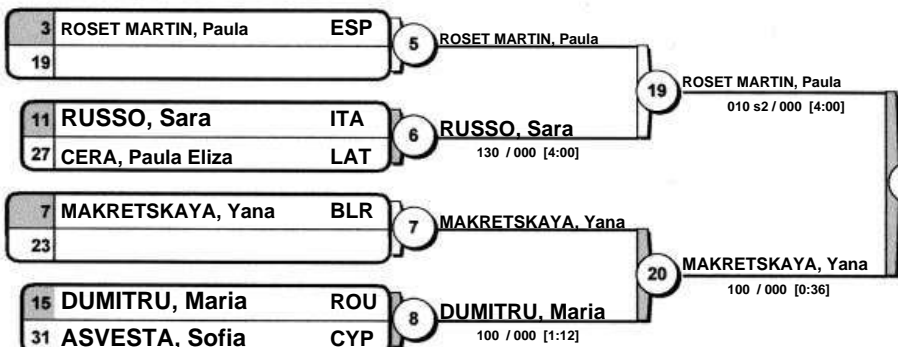 3 ROSET MARTIN, Paula ESP
19
5
ROSET MARTIN, Paula
11 RUSSO, Sara ITA
27 CERA, Paula Eliza LAT
6
RUSSO, Sara
130 / 000 [4:00]
19
ROSET MARTIN, Paula
010 s2 / 000 [4:00]
7 MAKRETSKAYA, Yana BLR
23
7
MAKRETSKAYA, Yana
15 DUMITRU, Maria ROU
31 ASVESTA, Sofia CYP
8
DUMITRU, Maria
100 / 000 [1:12]
20
MAKRETSKAYA, Yana
100 / 000 [0:36]